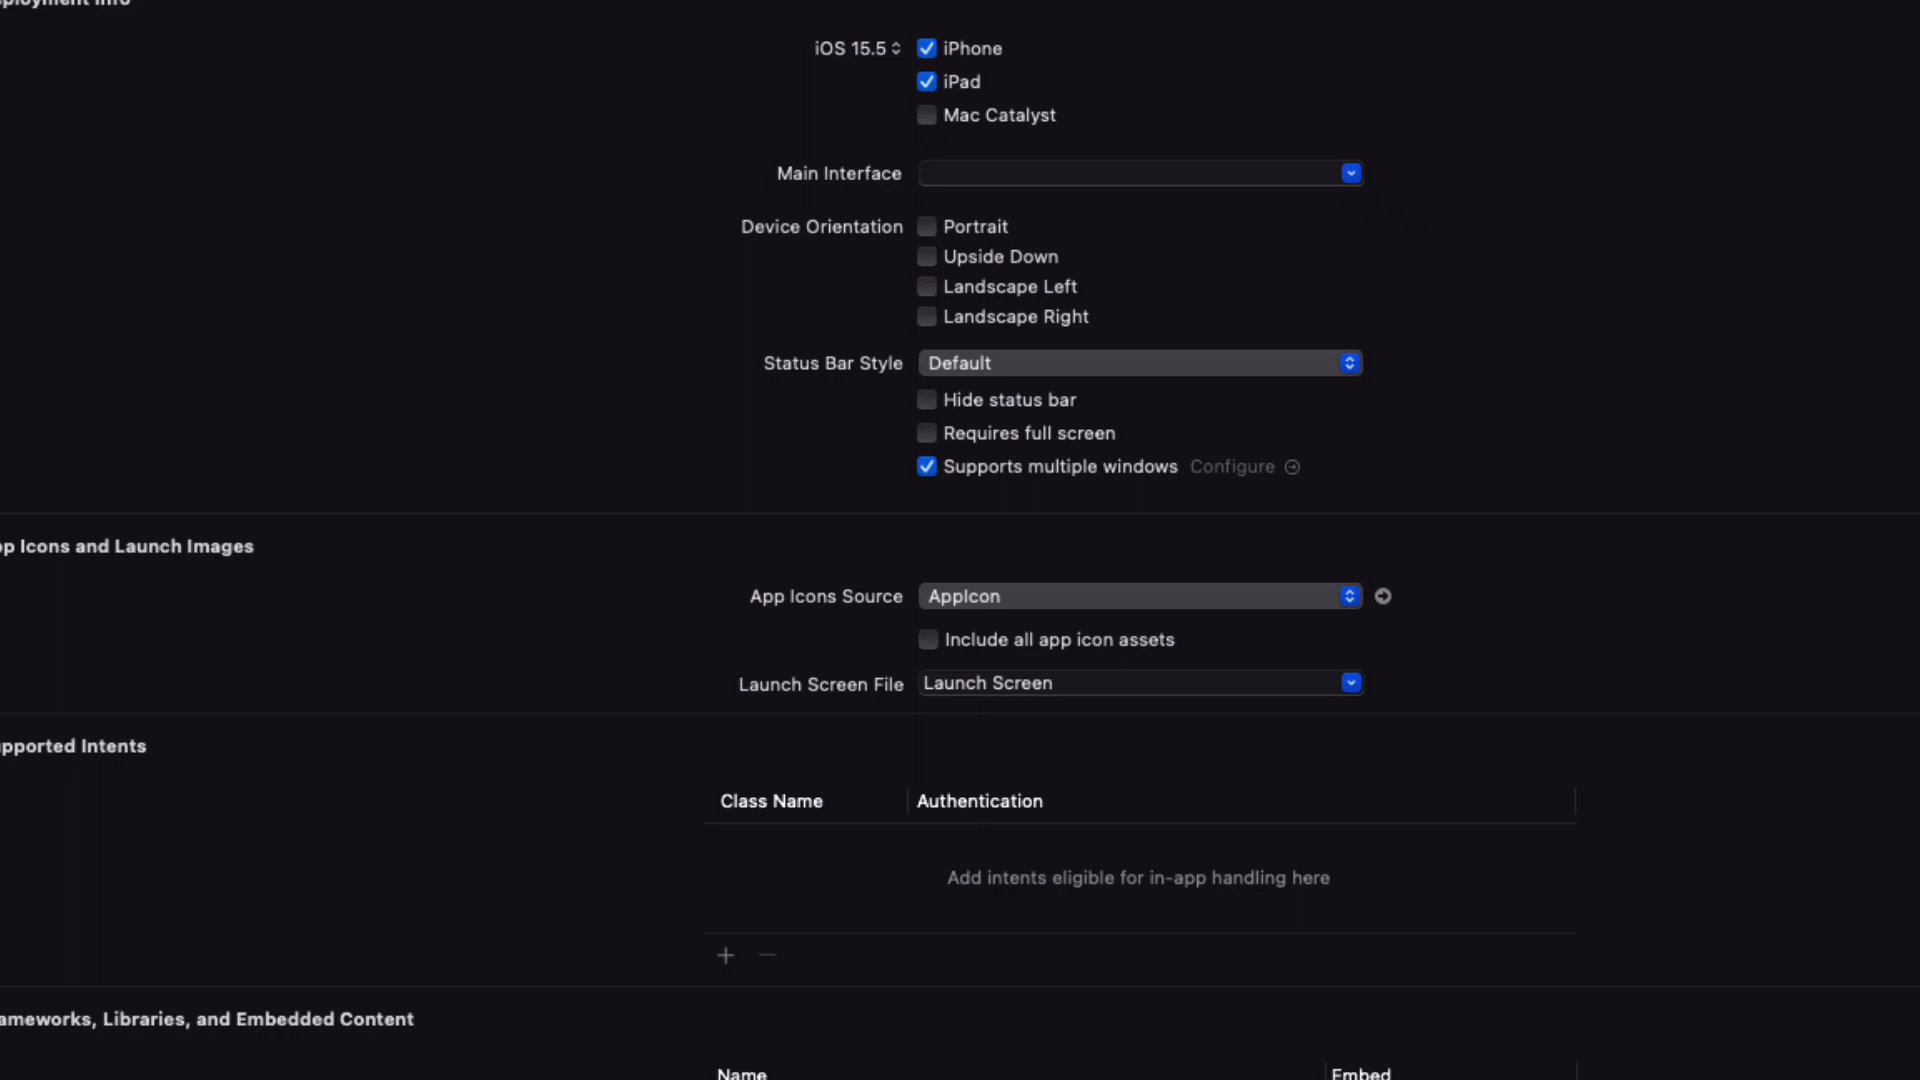 ployment Info
iOS 15.5 iPhone
iPad
Mac Catalyst
Main Interface
Device Orientation Portrait
Upside Down
Landscape Left
Landscape Right
Status Bar Style Default
Hide status bar
Requires full screen
Supports multiple windows Configure
pp Icons and Launch Images
App Icons Source AppIcon
Include all app icon assets
Launch Screen File Launch Screen
pported Intents
Class Name Authentication
Add intents eligible for in-app handling here
ameworks, Libraries, and Embedded Content
Name Embed